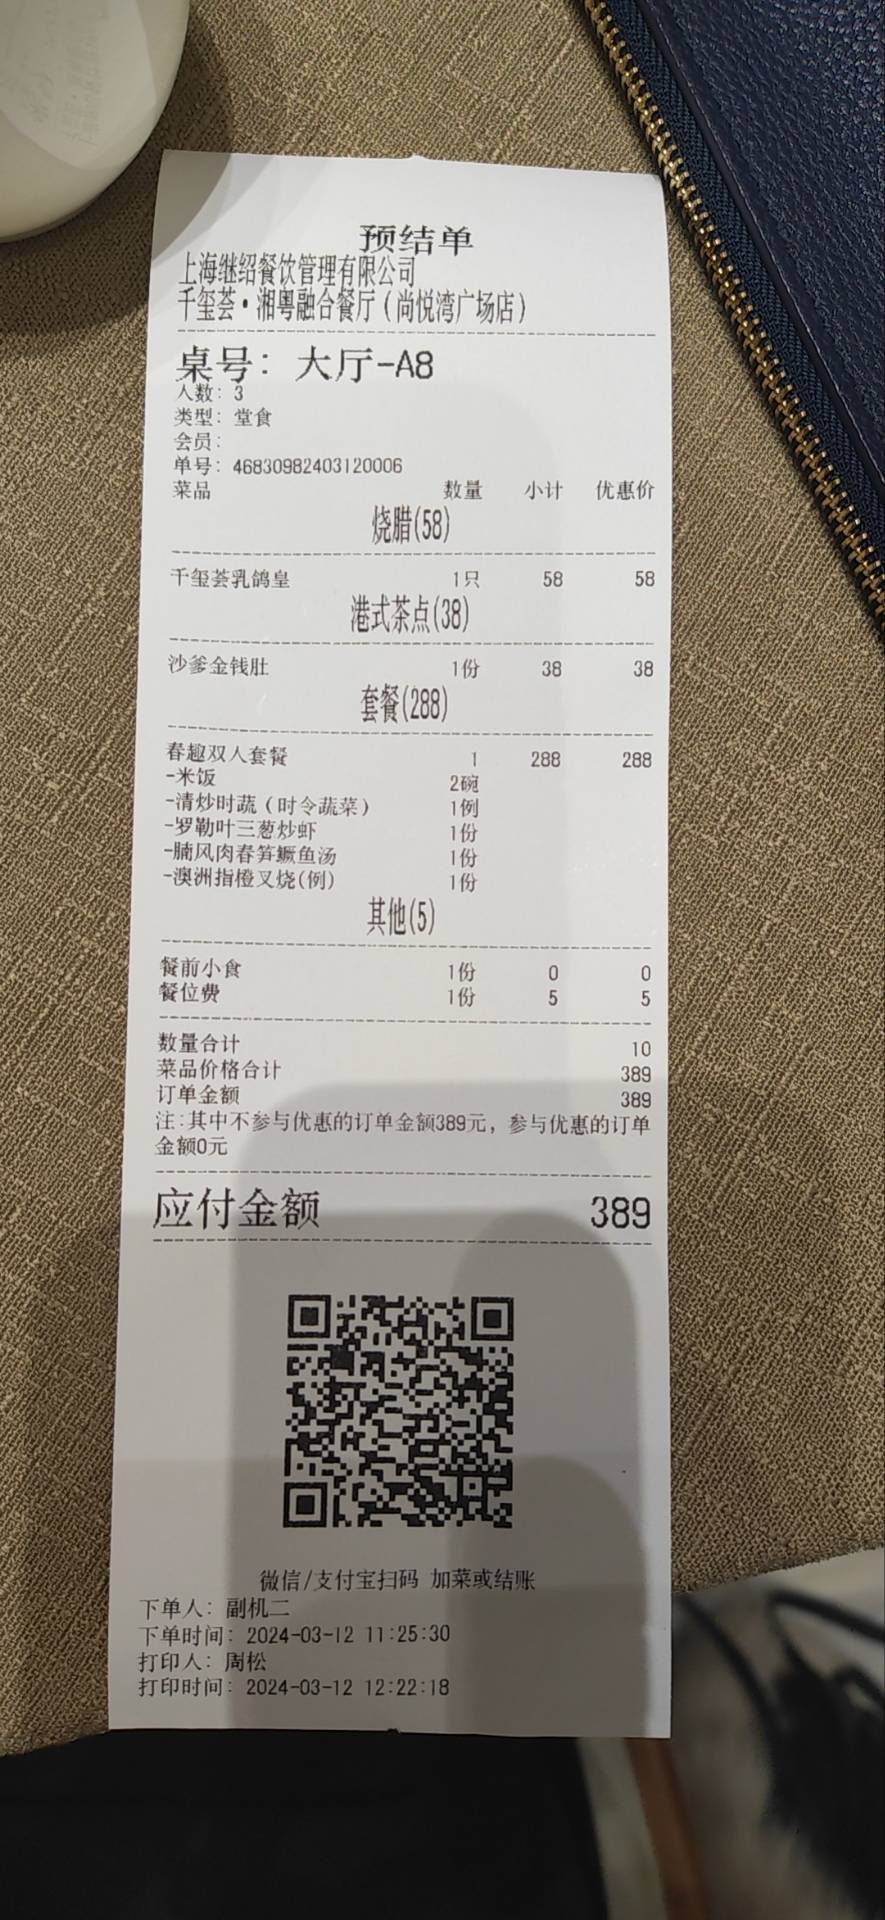 预结单
上海继绍餐饮管理有限公司
千玺荟·湘粤融合餐厅(尚悦湾广场店)
桌号: 大厅-A8
人数: 3
类型: 堂食
会员:
单号: 46830982403120006
菜品 数量 小计 优惠价
烧腊(58)
千玺荟乳鸽皇 1只 58 58
港式茶点(38)
沙爹金钱肚 1份 38 38
套餐(288)
春趣双人套餐 1 288 288
-米饭 2碗
-清炒时蔬(时令蔬菜) 1例
-罗勒叶三葱炒虾 1份
-腩风肉春笋鳜鱼汤 1份
-澳洲指橙叉烧(例) 1份
其他(5)
餐前小食 1份 0 0
餐位费 1份 5 5
数量合计 10
菜品价格合计 389
订单金额 389
注:其中不参与优惠的订单金额389元, 参与优惠的订单
金额0元
应付金额 389
微信/支付宝扫码 加菜或结账
下单人: 副机二
下单时间: 2024-03-12 11:25:30
打印人: 周松
打印时间: 2024-03-12 12:22:18